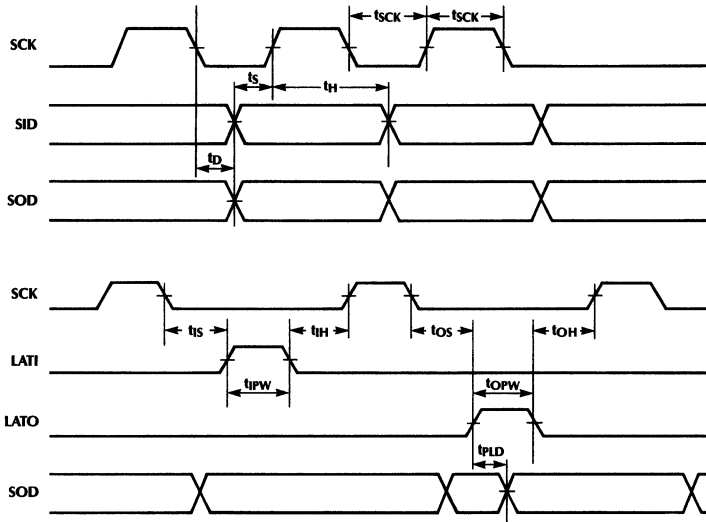 tSCK tSCK
SCK
tS tH
SID
tD
SOD
SCK
tIS tIH tOS tOH
LATI
tIPW tOPW
LATO
tPLD
SOD